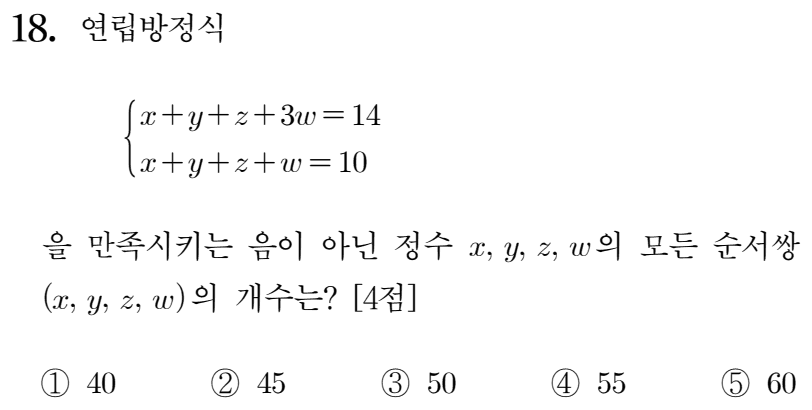 18. 연립방정식
x+y+z+3w=14
x+y+z+w=10
을 만족시키는 음이 아닌 정수 x, y, z, w의 모든 순서쌍
(x, y, z, w)의 개수는? [4점]
① 40 ② 45 ③ 50 ④ 55 ⑤ 60